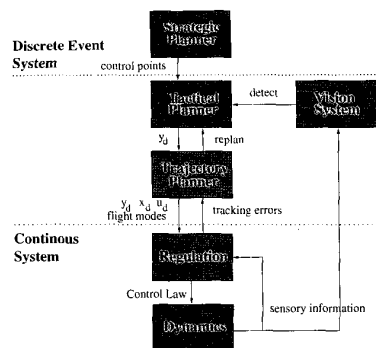 Strategic
Planner
Discrete Event
System
control points
Tactical
Planner
detect
Vision
System
y_d
replan
Trajectory
Planner
y_d x_d u_d
flight modes
tracking errors
Continous
System
Regulation
Control Law
sensory information
Dynamics